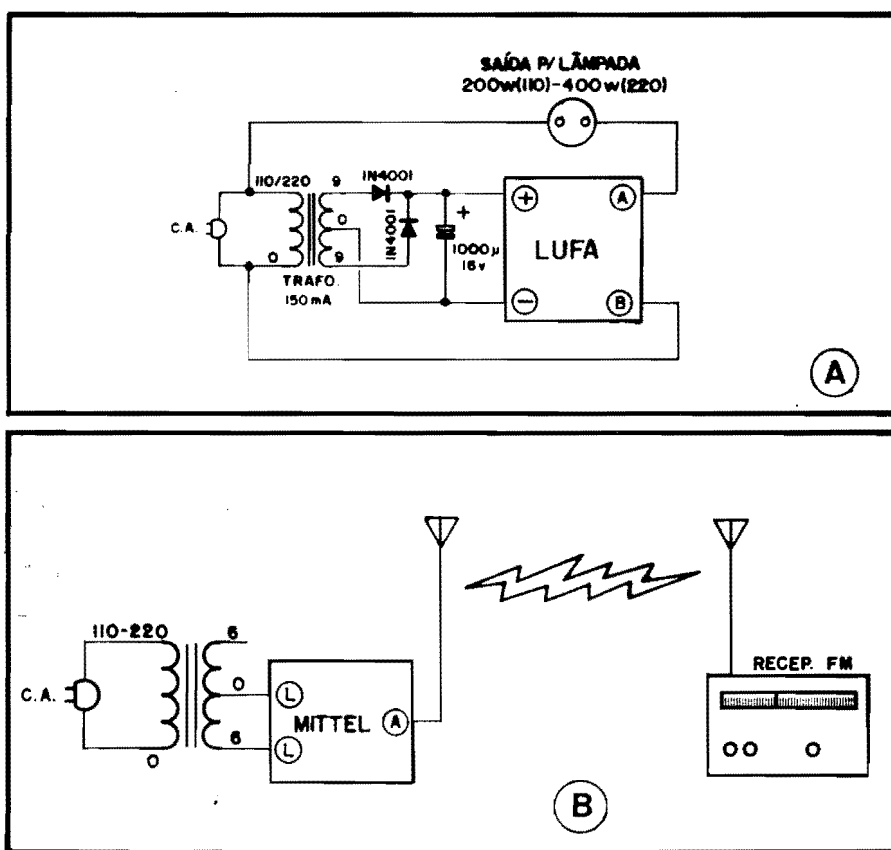 SAÍDA P/ LÂMPADA
200w(110)-400w(220)
110/220
9
1N4001
C.A.
0
1N4001
+
1000µ
16v
0
9
TRAFO.
150mA
+
A
LUFA
−
B
A
110-220
6
C.A.
0
L
MITTEL
A
6
L
0
RECEP. FM
B